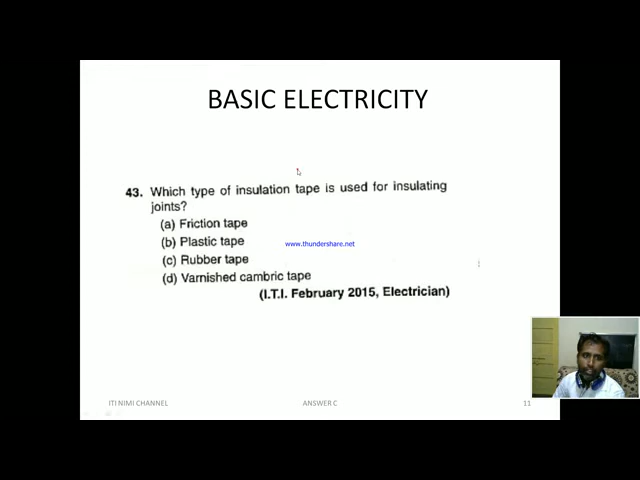 BASIC ELECTRICITY
43. Which type of insulation tape is used for insulating
joints?
(a) Friction tape
(b) Plastic tape
www.thundershare.net
(c) Rubber tape
(d) Varnished cambric tape
(I.T.I. February 2015, Electrician)
ITI NIMI CHANNEL
ANSWER C
11